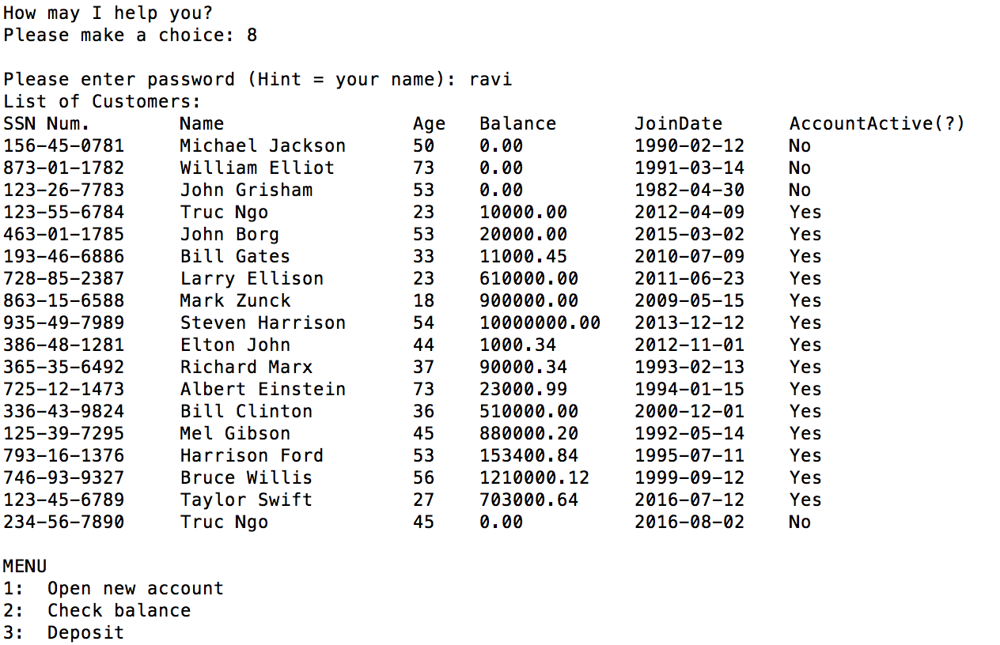 How may I help you?
Please make a choice: 8
Please enter password (Hint = your name): ravi
List of Customers:
SSN Num. Name Age Balance JoinDate AccountActive(?)
156-45-0781 Michael Jackson 50 0.00 1990-02-12 No
873-01-1782 William Elliot 73 0.00 1991-03-14 No
123-26-7783 John Grisham 53 0.00 1982-04-30 No
123-55-6784 Truc Ngo 23 10000.00 2012-04-09 Yes
463-01-1785 John Borg 53 20000.00 2015-03-02 Yes
193-46-6886 Bill Gates 33 11000.45 2010-07-09 Yes
728-85-2387 Larry Ellison 23 610000.00 2011-06-23 Yes
863-15-6588 Mark Zunck 18 900000.00 2009-05-15 Yes
935-49-7989 Steven Harrison 54 10000000.00 2013-12-12 Yes
386-48-1281 Elton John 44 1000.34 2012-11-01 Yes
365-35-6492 Richard Marx 37 90000.34 1993-02-13 Yes
725-12-1473 Albert Einstein 73 23000.99 1994-01-15 Yes
336-43-9824 Bill Clinton 36 510000.00 2000-12-01 Yes
125-39-7295 Mel Gibson 45 880000.20 1992-05-14 Yes
793-16-1376 Harrison Ford 53 153400.84 1995-07-11 Yes
746-93-9327 Bruce Willis 56 1210000.12 1999-09-12 Yes
123-45-6789 Taylor Swift 27 703000.64 2016-07-12 Yes
234-56-7890 Truc Ngo 45 0.00 2016-08-02 No
MENU
1: Open new account
2: Check balance
3: Deposit